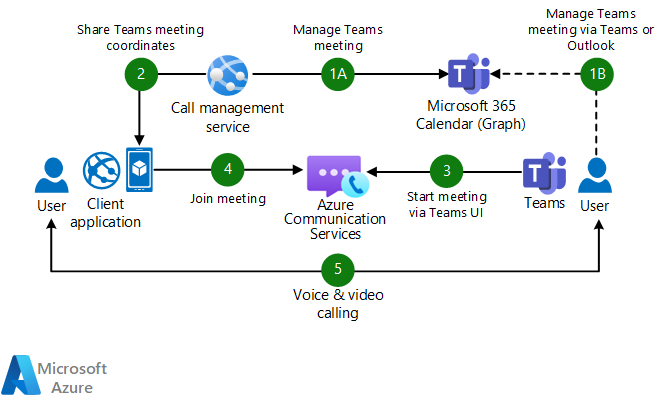 Share Teams meeting
coordinates
Manage Teams
meeting
Manage Teams
meeting via Teams or
Outlook
2
1A
1B
Call management
service
Microsoft 365
Calendar (Graph)
4
3
Join meeting
Start meeting
via Teams UI
User
Client
application
Azure
Communication
Services
Teams
User
5
Voice & video
calling
Microsoft
Azure